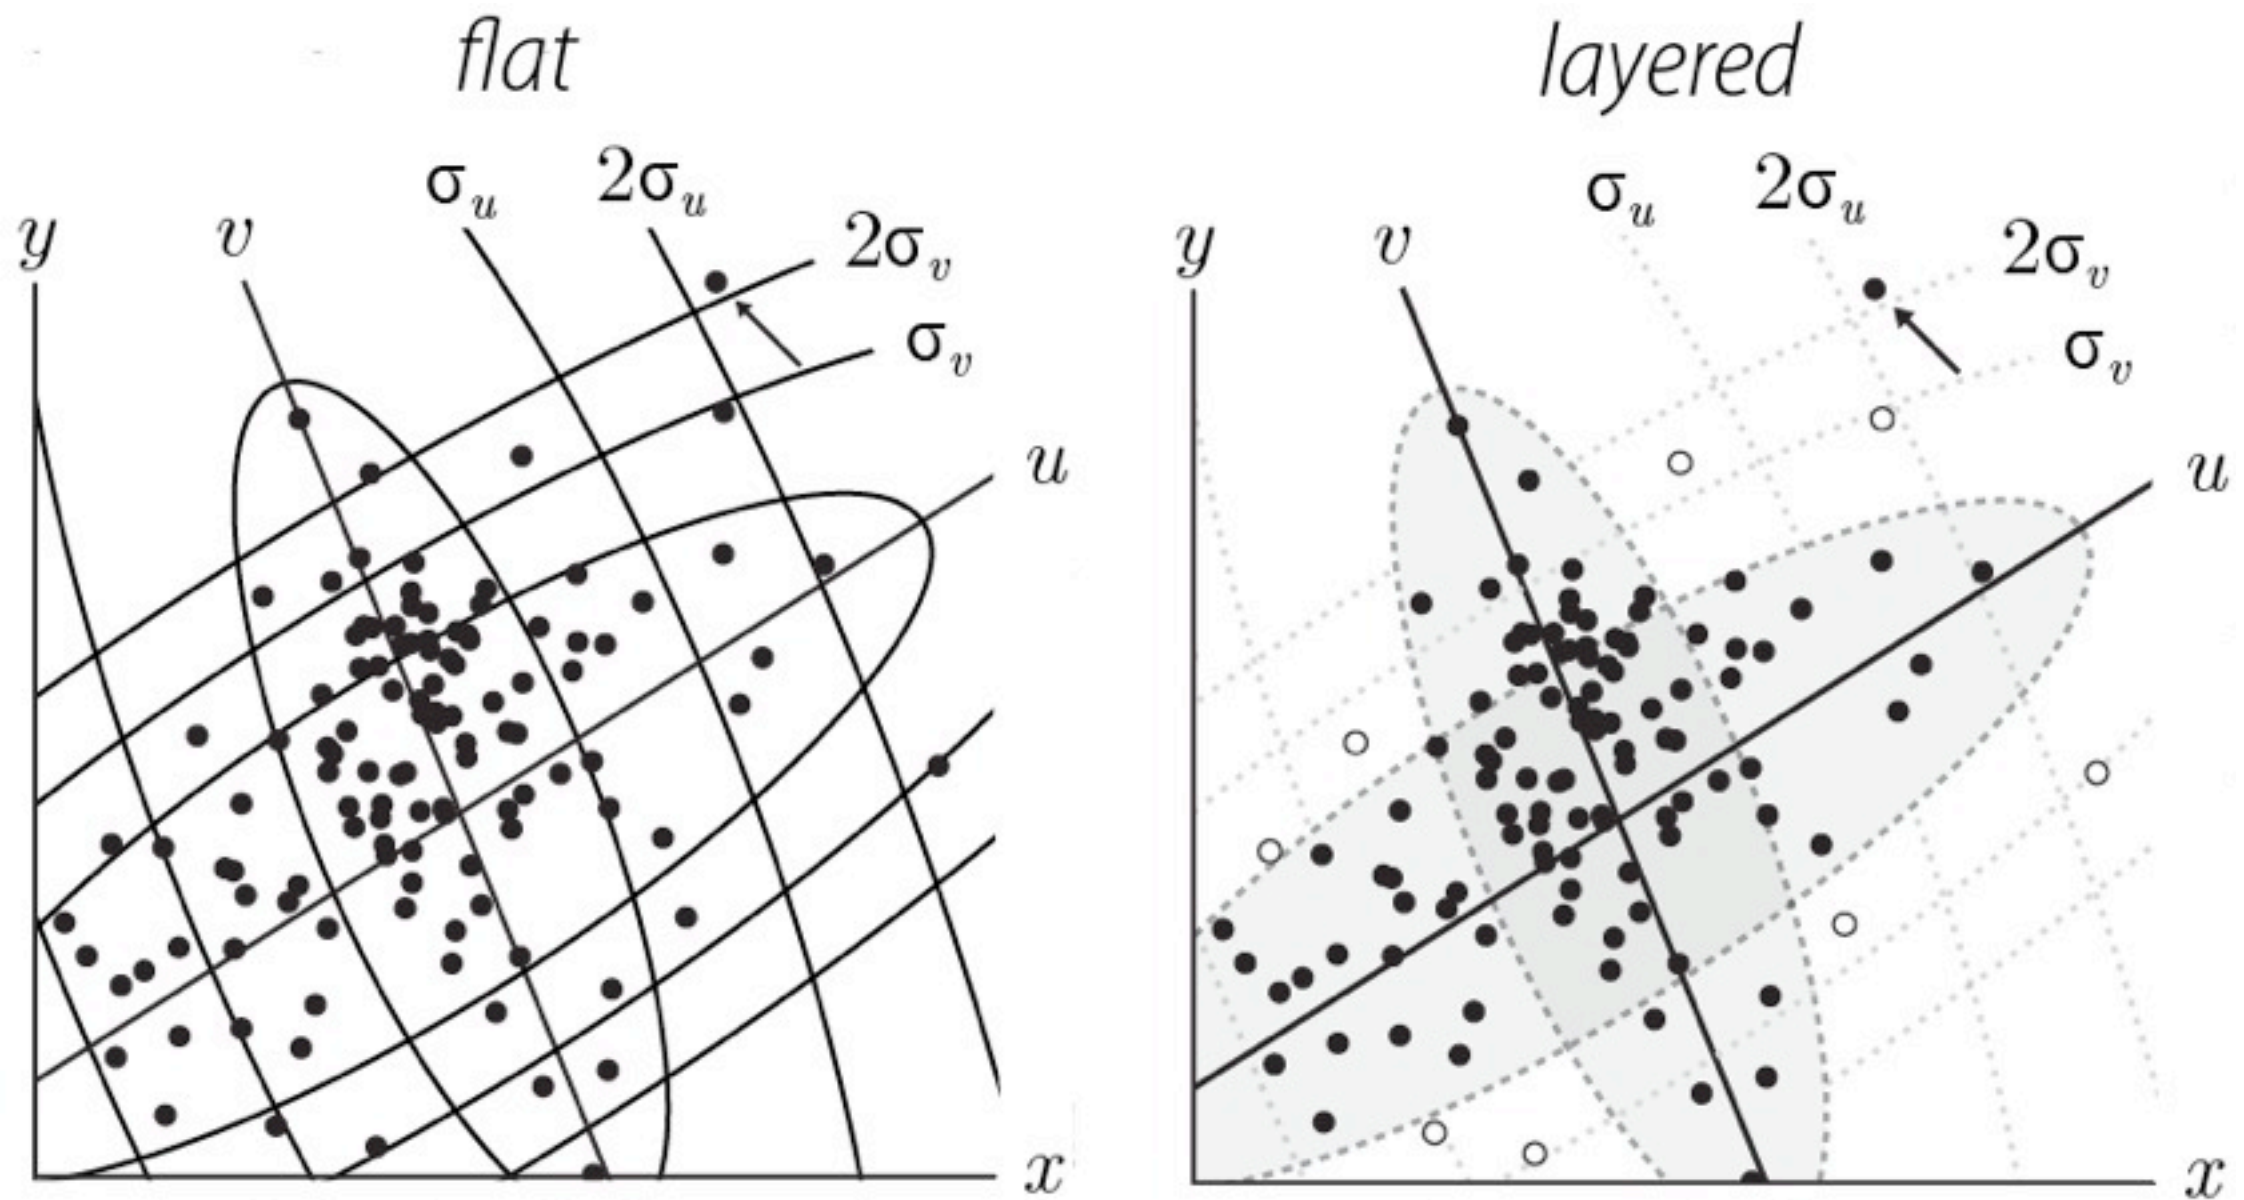 flat
σᵤ 2σᵤ
y v 2σᵥ
σᵥ
u
x
layered
σᵤ 2σᵤ
y v 2σᵥ
σᵥ
u
x